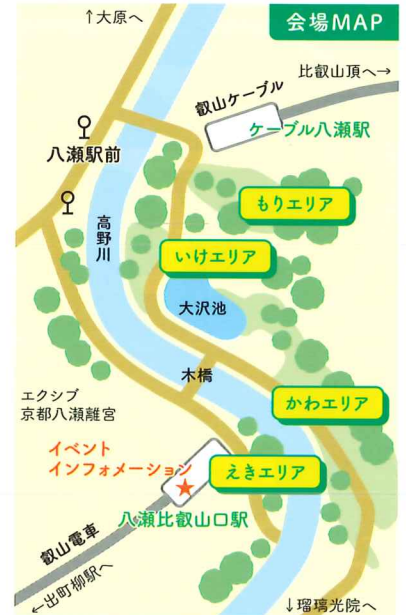 会場MAP
↑大原へ
比叡山頂へ→
叡山ケーブル
ケーブル八瀬駅
八瀬駅前
もりエリア
高野川
いけエリア
大沢池
木橋
エクシブ
京都八瀬離宮
かわエリア
イベント
インフォメーション
えきエリア
八瀬比叡山口駅
叡山電車
←出町柳駅へ
↓瑠璃光院へ